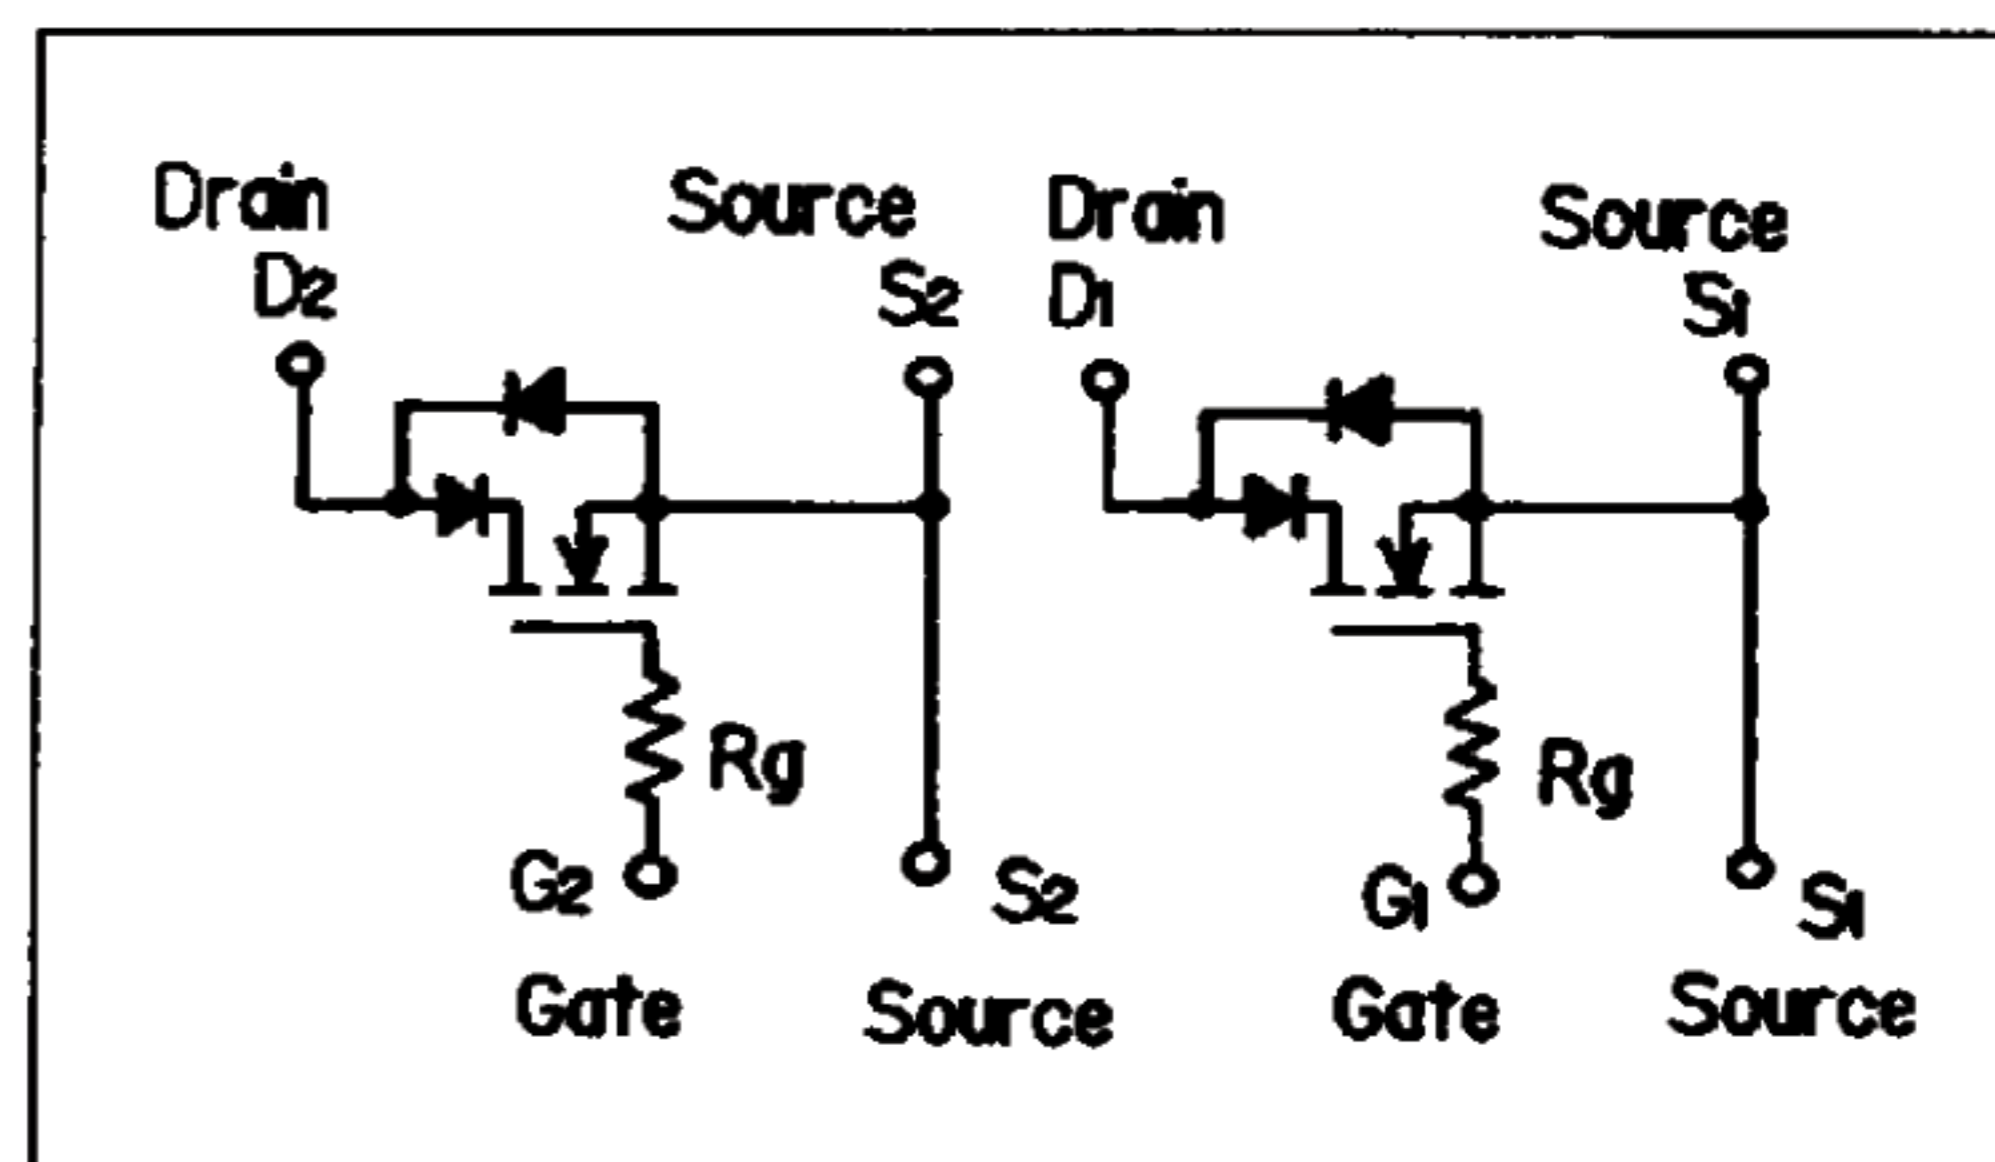 Drain
D2
Source
S2
Drain
D1
Source
S1
Rg
Rg
G2
Gate
S2
Source
G1
Gate
S1
Source